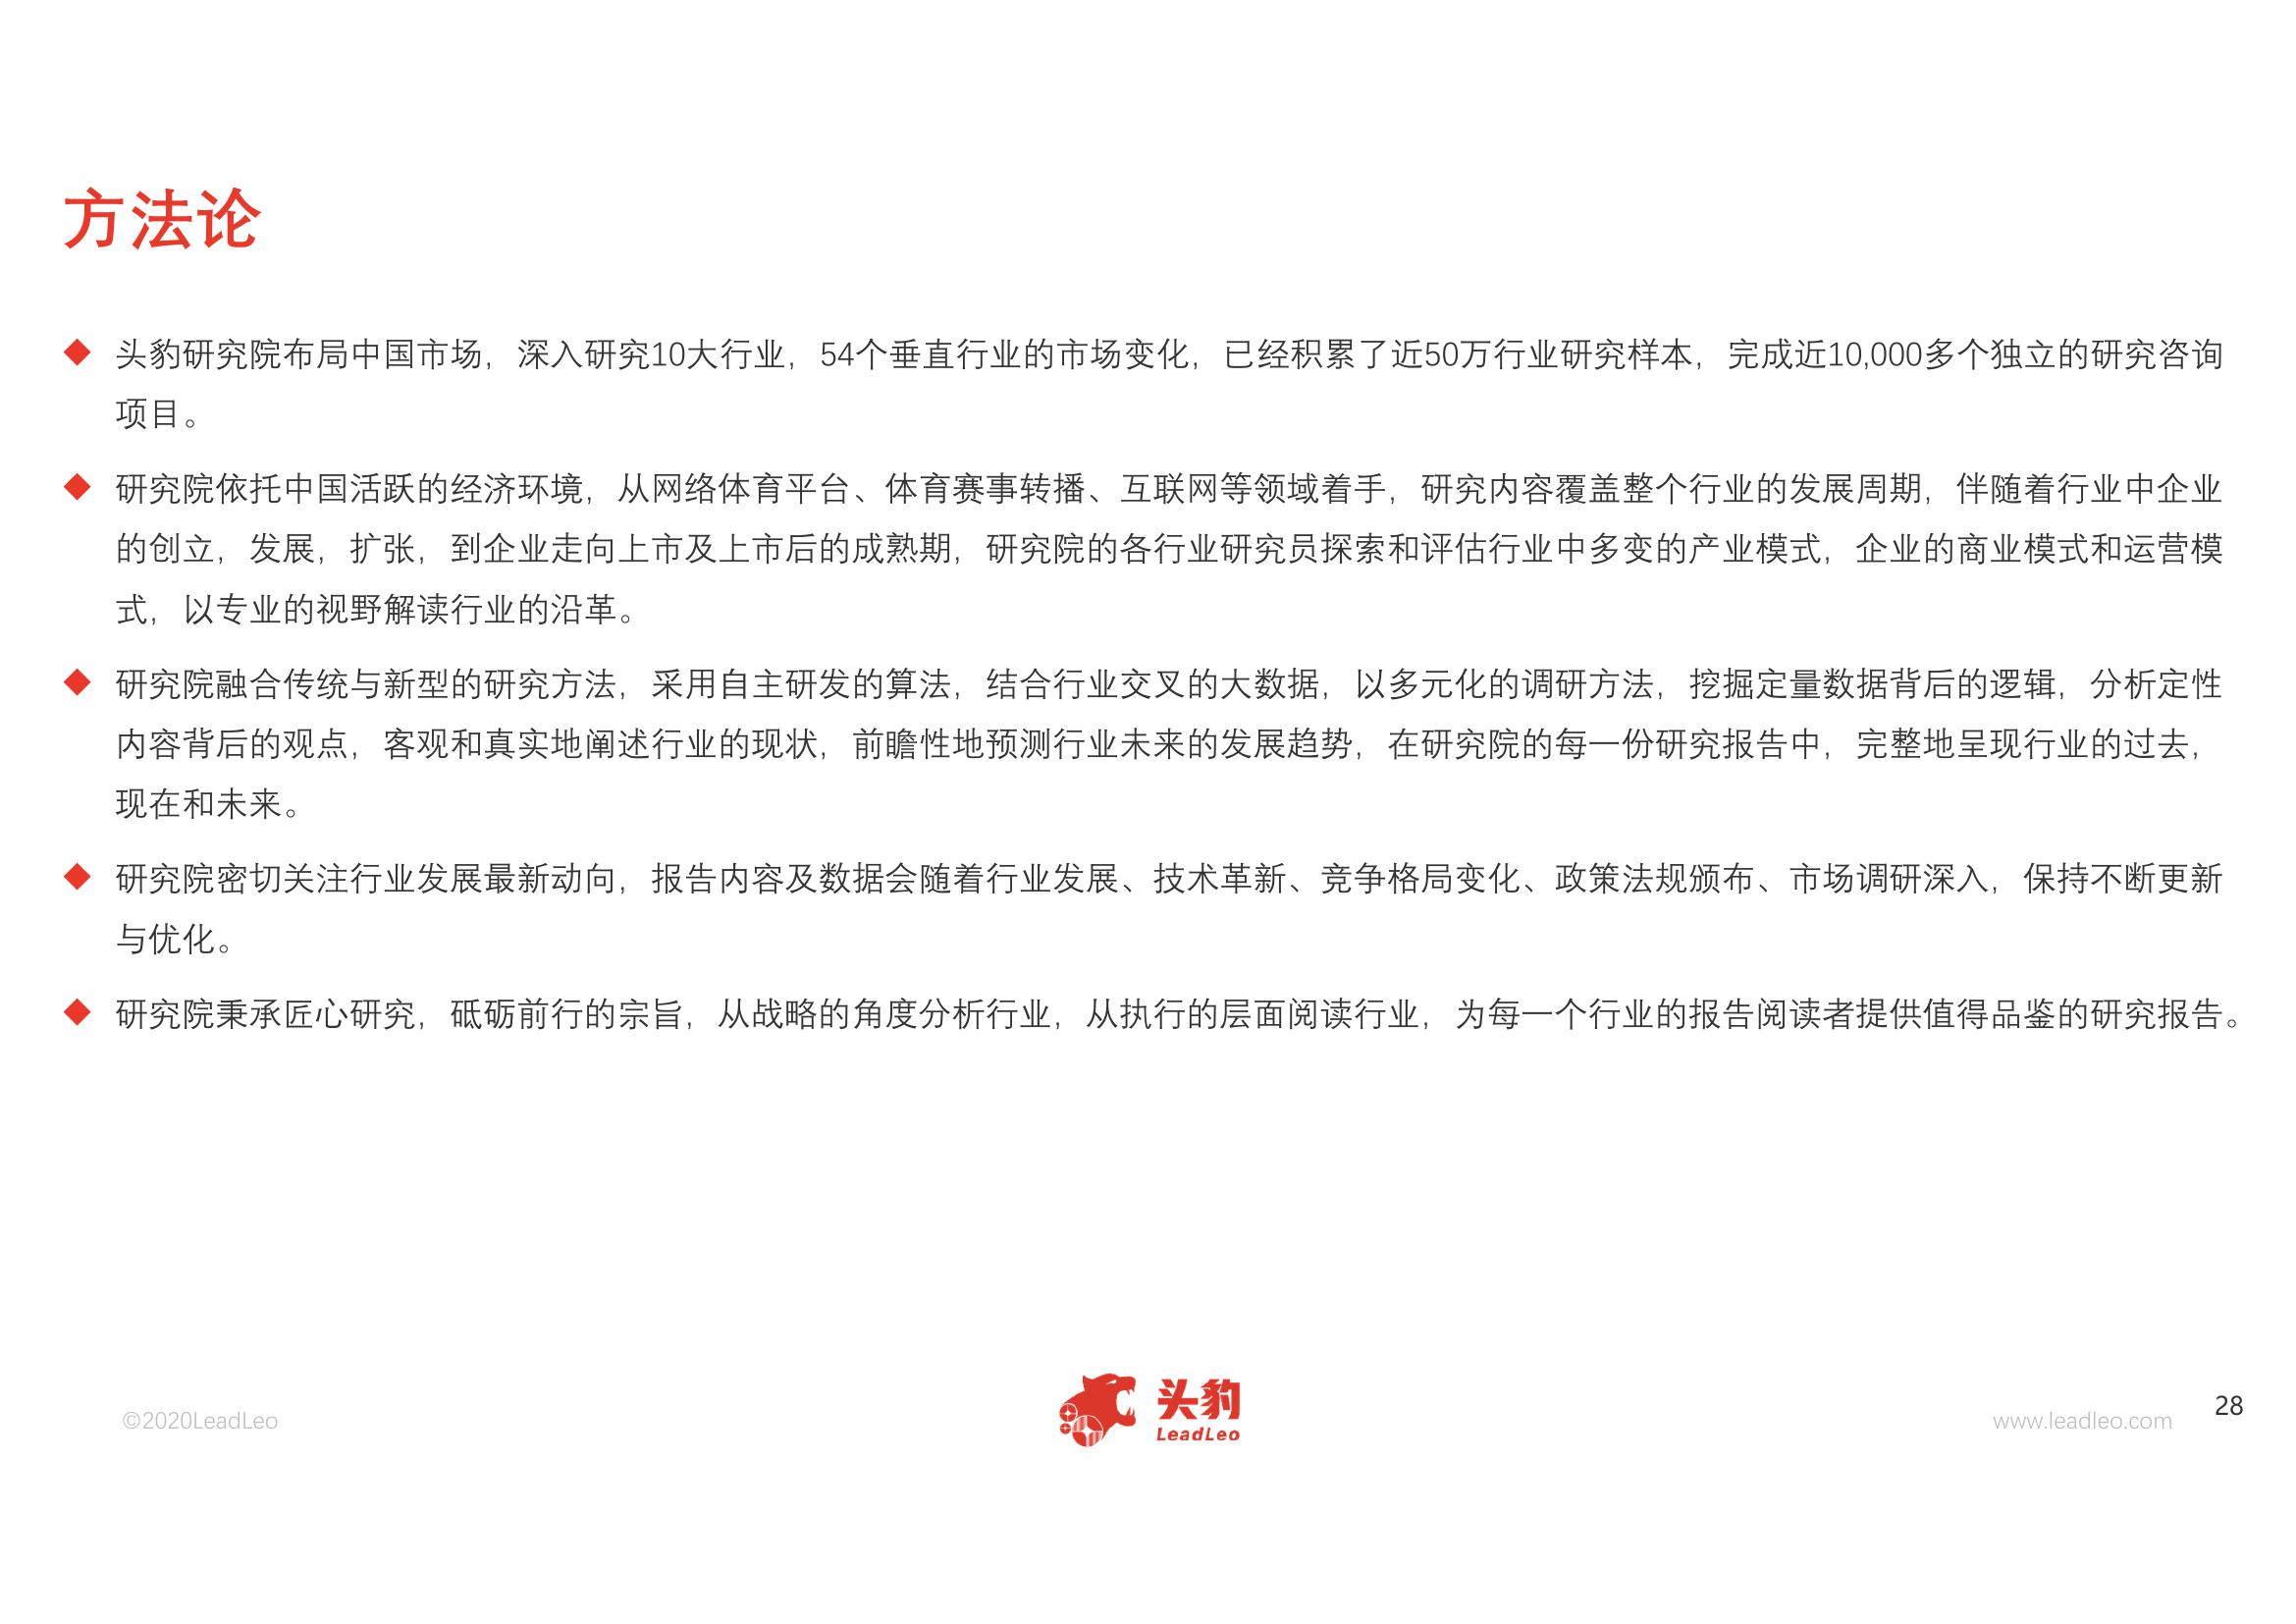 方法论
◆ 头豹研究院布局中国市场，深入研究10大行业，54个垂直行业的市场变化，已经积累了近50万行业研究样本，完成近10,000多个独立的研究咨询
项目。
◆ 研究院依托中国活跃的经济环境，从网络体育平台、体育赛事转播、互联网等领域着手，研究内容覆盖整个行业的发展周期，伴随着行业中企业
的创立，发展，扩张，到企业走向上市及上市后的成熟期，研究院的各行业研究员探索和评估行业中多变的产业模式，企业的商业模式和运营模
式，以专业的视野解读行业的沿革。
◆ 研究院融合传统与新型的研究方法，采用自主研发的算法，结合行业交叉的大数据，以多元化的调研方法，挖掘定量数据背后的逻辑，分析定性
内容背后的观点，客观和真实地阐述行业的现状，前瞻性地预测行业未来的发展趋势，在研究院的每一份研究报告中，完整地呈现行业的过去，
现在和未来。
◆ 研究院密切关注行业发展最新动向，报告内容及数据会随着行业发展、技术革新、竞争格局变化、政策法规颁布、市场调研深入，保持不断更新
与优化。
◆ 研究院秉承匠心研究，砥砺前行的宗旨，从战略的角度分析行业，从执行的层面阅读行业，为每一个行业的报告阅读者提供值得品鉴的研究报告。
©2020LeadLeo
头豹
LeadLeo
www.leadleo.com
28